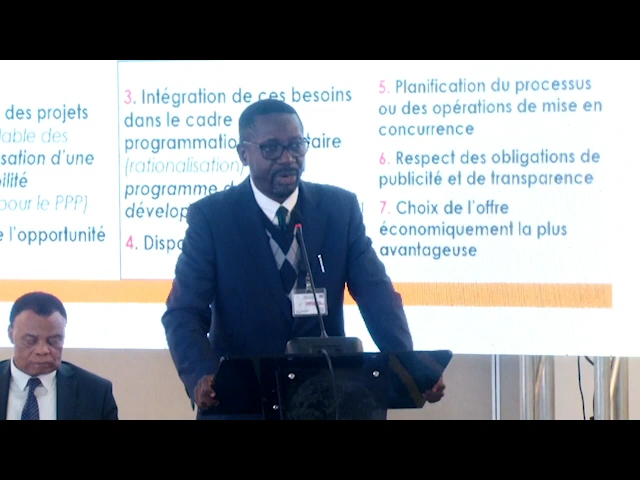 des projets
lable des
sation d'une
bilité
pour le PPP)
e l'opportunité
3. Intégration de ces besoins
dans le cadre
programmatio taire
(rationalisation)
programme d
dévelop
4. Dispo
5. Planification du processus
ou des opérations de mise en
concurrence
6. Respect des obligations de
publicité et de transparence
7. Choix de l'offre
économiquement la plus
avantageuse